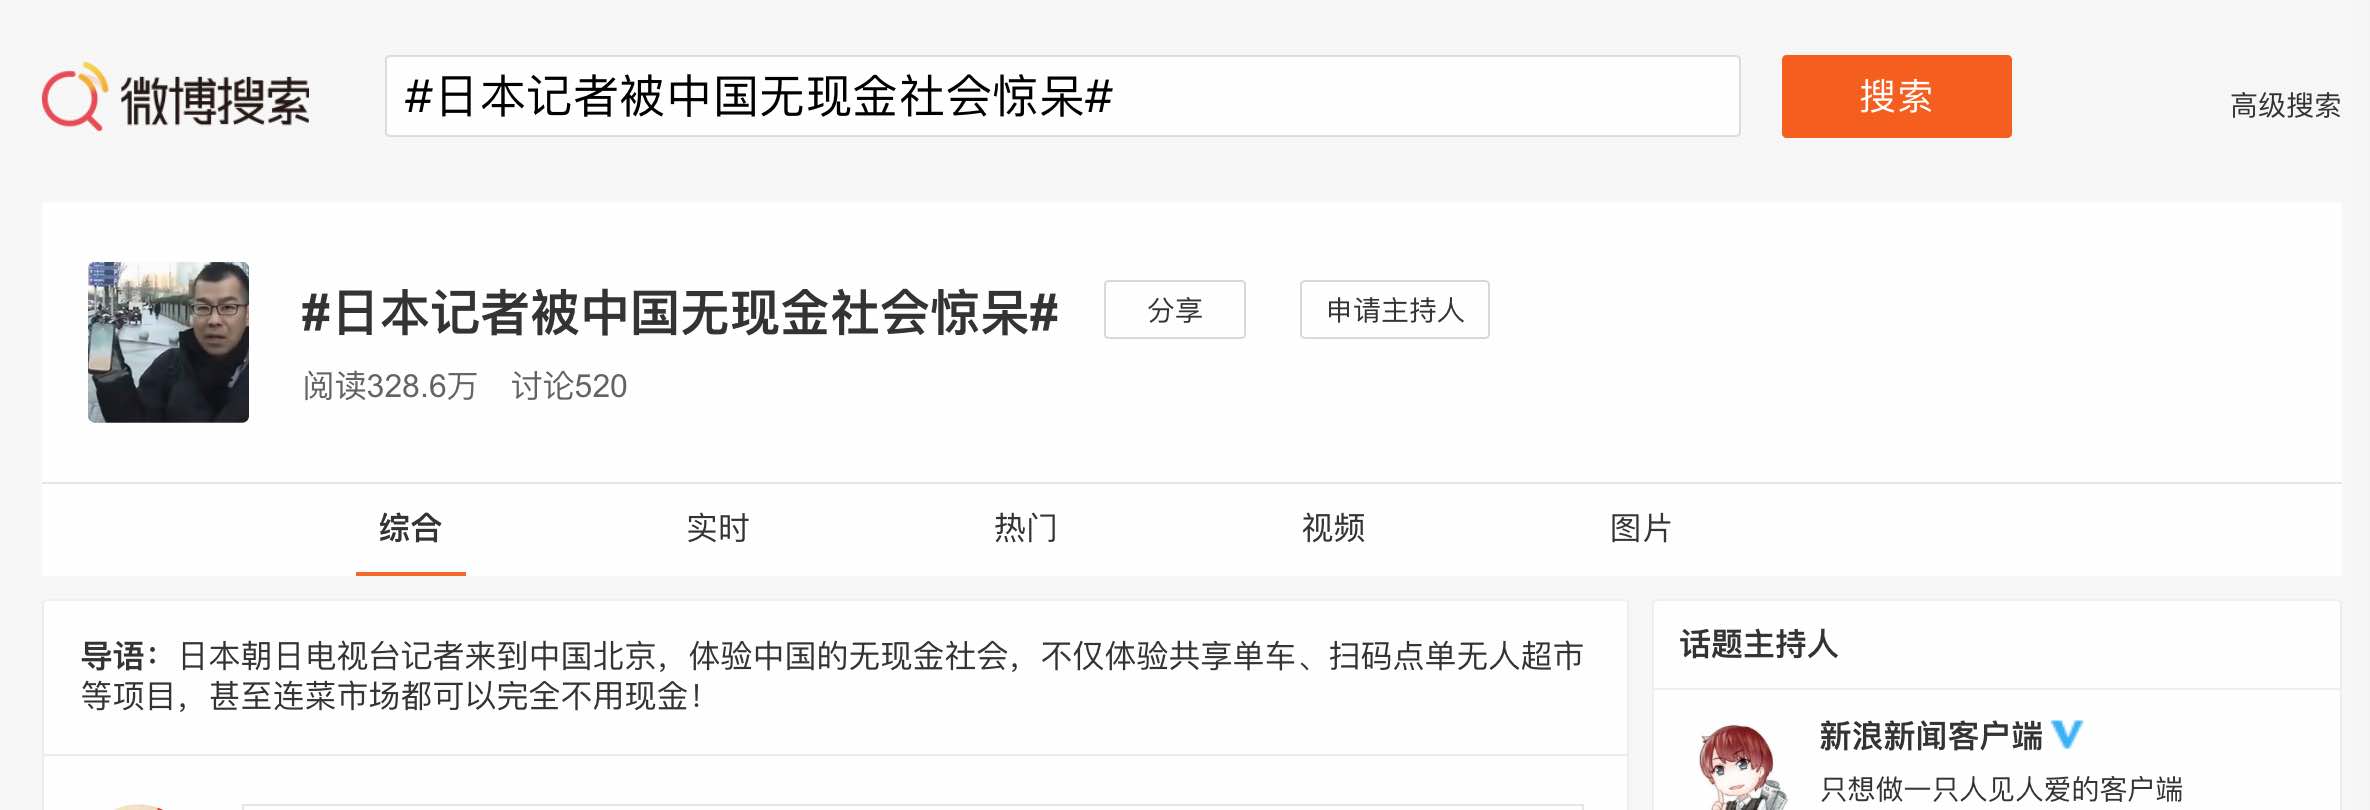 微博搜索
#日本记者被中国无现金社会惊呆#
搜索
高级搜索
#日本记者被中国无现金社会惊呆#
分享
申请主持人
阅读328.6万 讨论520
综合
实时
热门
视频
图片
导语：日本朝日电视台记者来到中国北京，体验中国的无现金社会，不仅体验共享单车、扫码点单无人超市
等项目，甚至连菜市场都可以完全不用现金！
话题主持人
新浪新闻客户端
只想做一只人见人爱的客户端